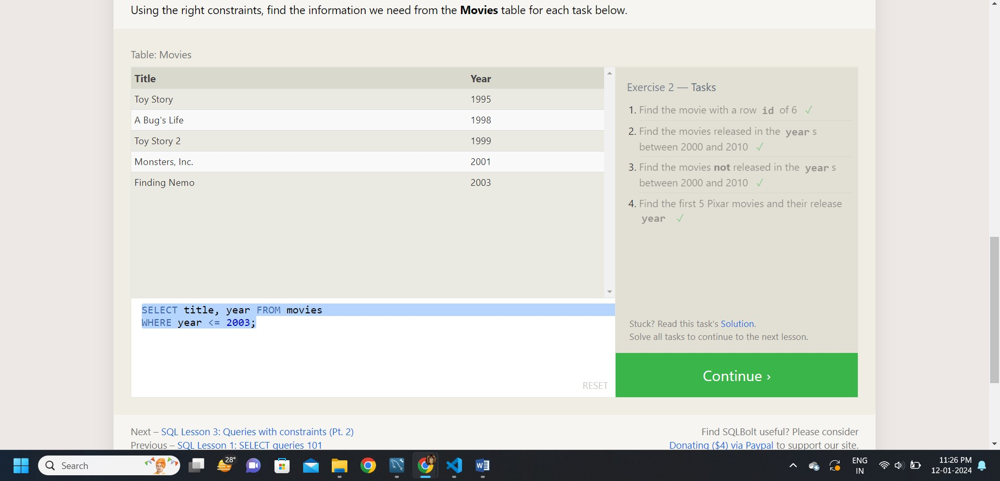 Using the right constraints, find the information we need from the Movies table for each task below.
Table: Movies
Title Year
Toy Story 1995
A Bug's Life 1998
Toy Story 2 1999
Monsters, Inc. 2001
Finding Nemo 2003
SELECT title, year FROM movies
WHERE year <= 2003;
RESET
Exercise 2 — Tasks
1. Find the movie with a row id of 6 ✓
2. Find the movies released in the year s
between 2000 and 2010 ✓
3. Find the movies not released in the year s
between 2000 and 2010 ✓
4. Find the first 5 Pixar movies and their release
year ✓
Stuck? Read this task's Solution.
Solve all tasks to continue to the next lesson.
Continue ›
Next – SQL Lesson 3: Queries with constraints (Pt. 2)
Previous – SQL Lesson 1: SELECT queries 101
Find SQLBolt useful? Please consider
Donating ($4) via Paypal to support our site.
Search
28°
ENG
IN
11:26 PM
12-01-2024